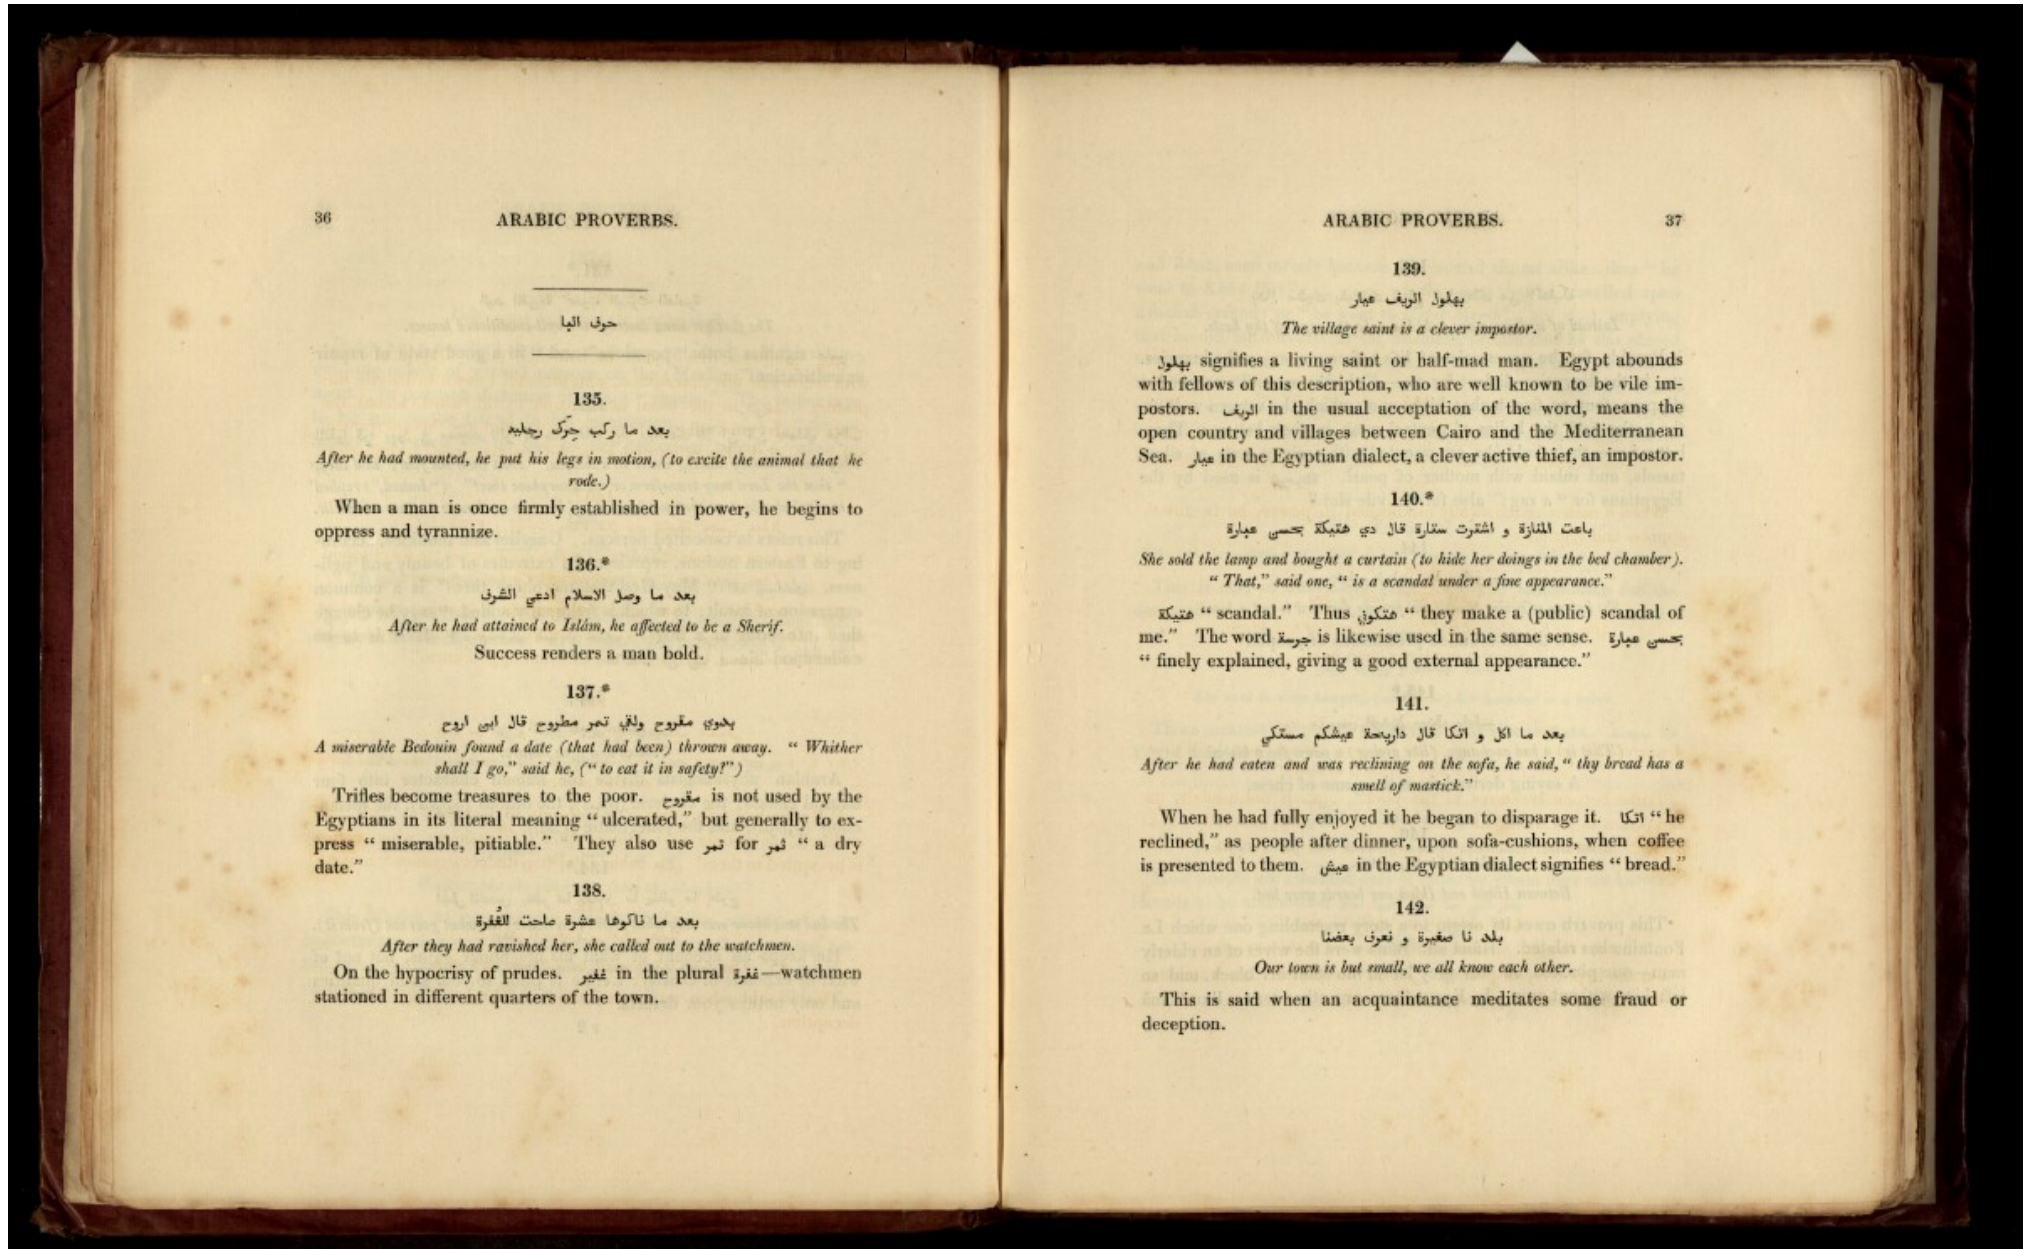 36
ARABIC PROVERBS.
حرف البا
135.
بعد ما ركب حرّك رجليه
After he had mounted, he put his legs in motion, (to excite the animal that he
rode.)
When a man is once firmly established in power, he begins to
oppress and tyrannize.
136.*
بعد ما وصل الاسلام ادعي الشرف
After he had attained to Islám, he affected to be a Sherif.
Success renders a man bold.
137.*
بدوي مقروح ولقي تمر مطروح قال اين اروح
A miserable Bedouin found a date (that had been) thrown away. “ Whither
shall I go,” said he, (“ to eat it in safety?”)
Trifles become treasures to the poor. مقروح is not used by the
Egyptians in its literal meaning “ ulcerated,” but generally to ex-
press “ miserable, pitiable.” They also use تمر for ثمر “ a dry
date.”
138.
بعد ما ناكوها عشرة صاحت للغُفرة
After they had ravished her, she called out to the watchmen.
On the hypocrisy of prudes. غفير in the plural غفرة—watchmen
stationed in different quarters of the town.
ARABIC PROVERBS.
37
139.
بهلول الريف عيار
The village saint is a clever impostor.
بهلول signifies a living saint or half-mad man. Egypt abounds
with fellows of this description, who are well known to be vile im-
postors. الريف in the usual acceptation of the word, means the
open country and villages between Cairo and the Mediterranean
Sea. عيار in the Egyptian dialect, a clever active thief, an impostor.
140.*
باعت المنارة و اشترت ستارة قال دي هتيكة بحسن عبارة
She sold the lamp and bought a curtain (to hide her doings in the bed chamber).
“ That,” said one, “ is a scandal under a fine appearance.”
هتيكة “ scandal.” Thus هتكوني “ they make a (public) scandal of
me.” The word جرسة is likewise used in the same sense. بحسن عبارة
“ finely explained, giving a good external appearance.”
141.
بعد ما اكل و اتكا قال داريحة عيشكم مستكي
After he had eaten and was reclining on the sofa, he said, “ thy bread has a
smell of mastick.”
When he had fully enjoyed it he began to disparage it. اتكا “ he
reclined,” as people after dinner, upon sofa-cushions, when coffee
is presented to them. عيش in the Egyptian dialect signifies “ bread.”
142.
بلد نا صغيرة و نعرف بعضنا
Our town is but small, we all know each other.
This is said when an acquaintance meditates some fraud or
deception.